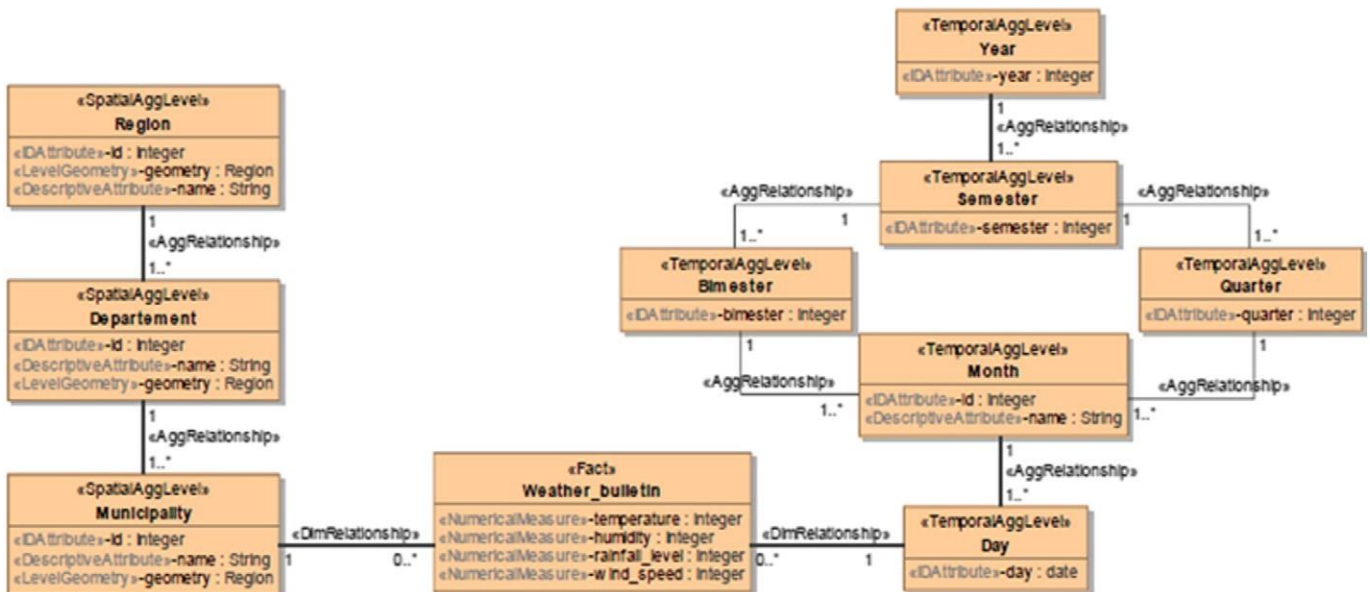 «SpatialAggLevel»
Region
«IDAttribute»-id : Integer
«LevelGeometry»-geometry : Region
«DescriptiveAttribute»-name : String
1
«AggRelationship»
1..*
«SpatialAggLevel»
Departement
«IDAttribute»-id : Integer
«DescriptiveAttribute»-name : String
«LevelGeometry»-geometry : Region
1
«AggRelationship»
1..*
«SpatialAggLevel»
Municipality
«IDAttribute»-id : Integer
«DescriptiveAttribute»-name : String
«LevelGeometry»-geometry : Region
«DimRelationship»
1
0..*
«Fact»
Weather_bulletin
«NumericalMeasure»-temperature : Integer
«NumericalMeasure»-humidity : Integer
«NumericalMeasure»-rainfall_level : Integer
«NumericalMeasure»-wind_speed : Integer
«DimRelationship»
0..*
1
«TemporalAggLevel»
Year
«IDAttribute»-year : Integer
1
«AggRelationship»
1..*
«TemporalAggLevel»
Semester
«IDAttribute»-semester : Integer
«AggRelationship»
1
1..*
«AggRelationship»
1
1..*
«TemporalAggLevel»
Bimester
«IDAttribute»-bimester : Integer
1
«AggRelationship»
1..*
«TemporalAggLevel»
Quarter
«IDAttribute»-quarter : Integer
1
«AggRelationship»
1..*
«TemporalAggLevel»
Month
«IDAttribute»-id : Integer
«DescriptiveAttribute»-name : String
1
«AggRelationship»
1..*
«TemporalAggLevel»
Day
«IDAttribute»-day : date